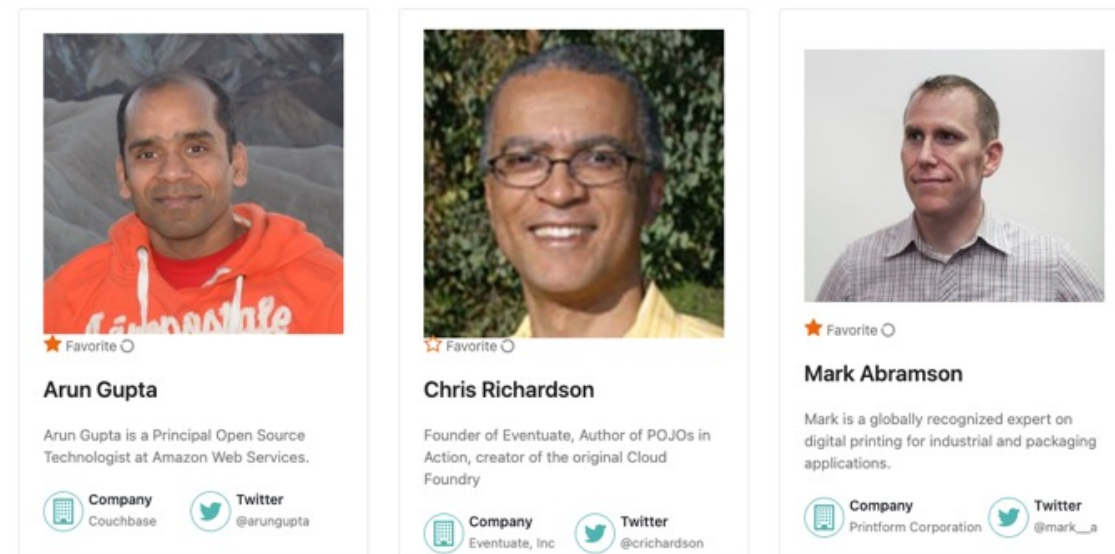 Favorite
Arun Gupta
Arun Gupta is a Principal Open Source
Technologist at Amazon Web Services.
Company
Couchbase
Twitter
@arungupta
Favorite
Chris Richardson
Founder of Eventuate, Author of POJOs in
Action, creator of the original Cloud
Foundry
Company
Eventuate, Inc
Twitter
@crichardson
Favorite
Mark Abramson
Mark is a globally recognized expert on
digital printing for industrial and packaging
applications.
Company
Printform Corporation
Twitter
@mark__a